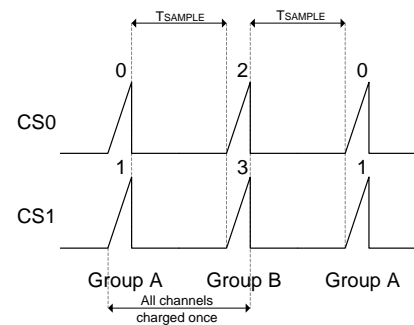 TSAMPLE TSAMPLE
0 2 0
CS0
1 3 1
CS1
Group A Group B Group A
All channels
charged once